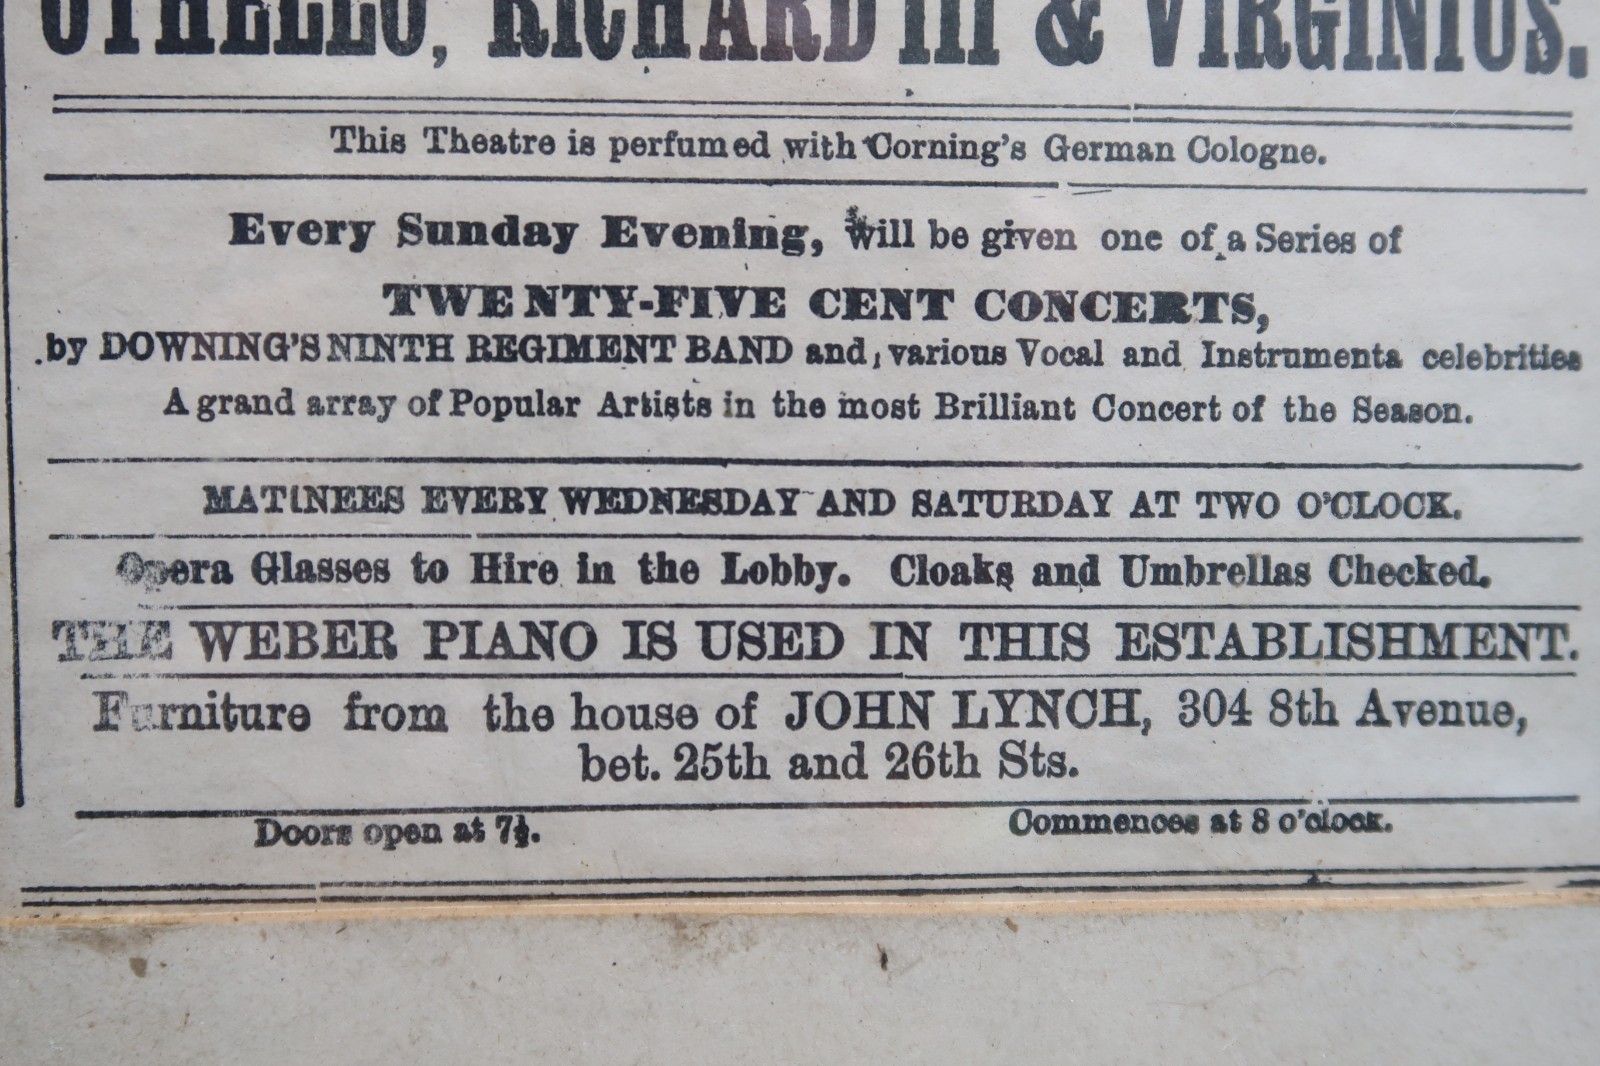 OTHELLO, RICHARD III & VIRGINIUS.
This Theatre is perfumed with Corning's German Cologne.
Every Sunday Evening, will be given one of a Series of
TWENTY-FIVE CENT CONCERTS,
by DOWNING'S NINTH REGIMENT BAND and, various Vocal and Instrumenta celebrities
A grand array of Popular Artists in the most Brilliant Concert of the Season.
MATINEES EVERY WEDNESDAY AND SATURDAY AT TWO O'CLOCK.
Opera Glasses to Hire in the Lobby. Cloaks and Umbrellas Checked.
THE WEBER PIANO IS USED IN THIS ESTABLISHMENT.
Furniture from the house of JOHN LYNCH, 304 8th Avenue,
bet. 25th and 26th Sts.
Doors open at 7½. Commences at 8 o'clock.